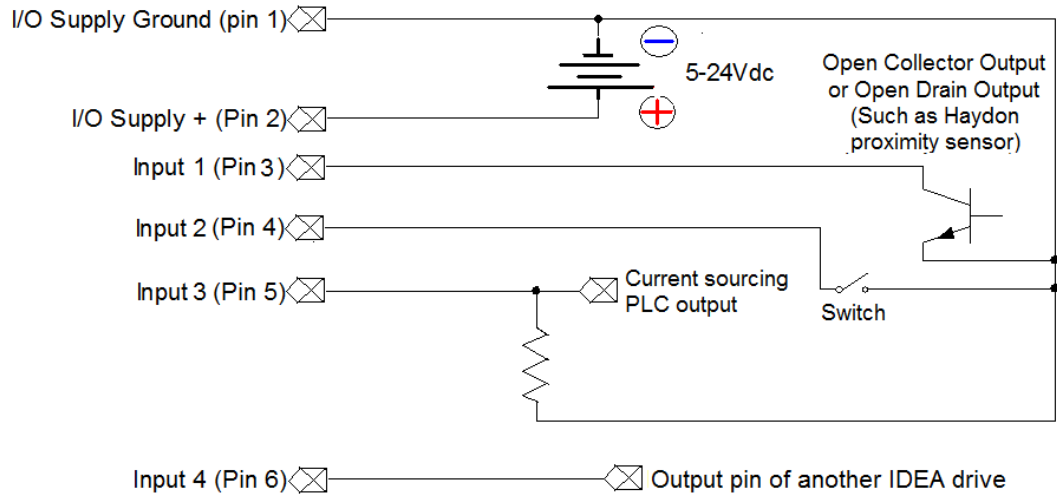 I/O Supply Ground (pin 1)
5-24Vdc
Open Collector Output
or Open Drain Output
(Such as Haydon
proximity sensor)
I/O Supply + (Pin 2)
Input 1 (Pin 3)
Input 2 (Pin 4)
Input 3 (Pin 5)
Current sourcing
PLC output
Switch
Input 4 (Pin 6)
Output pin of another IDEA drive